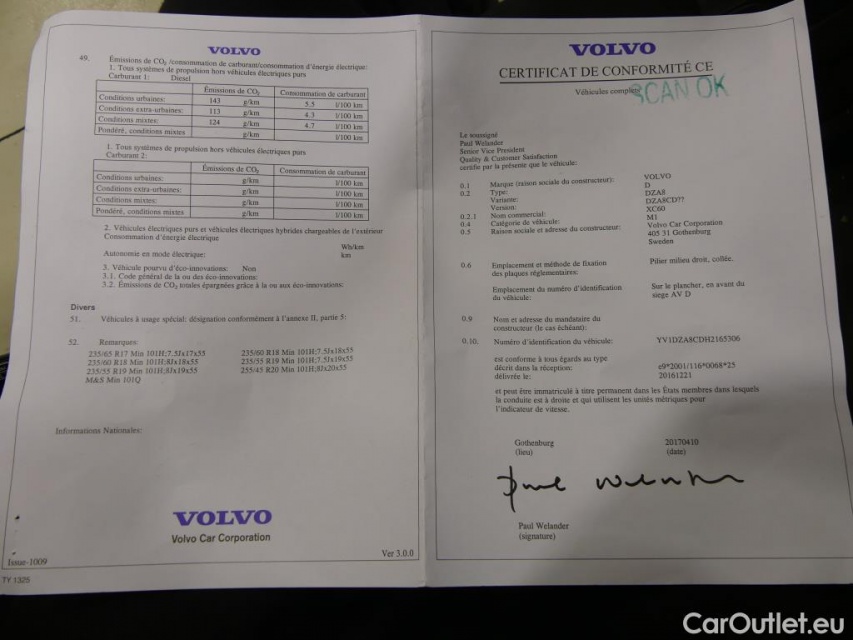 VOLVO
49. Émissions de CO2 /consommation de carburant/consommation d'énergie électrique:
1. Tous systèmes de propulsion hors véhicules électriques purs
Carburant 1: Diesel
Émissions de CO2 Consommation de carburant
Conditions urbaines: 143 g/km 5.5 l/100 km
Conditions extra-urbaines: 113 g/km 4.3 l/100 km
Conditions mixtes: 124 g/km 4.7 l/100 km
Pondéré, conditions mixtes g/km l/100 km
1. Tous systèmes de propulsion hors véhicules électriques purs
Carburant 2:
Émissions de CO2 Consommation de carburant
Conditions urbaines: g/km l/100 km
Conditions extra-urbaines: g/km l/100 km
Conditions mixtes: g/km l/100 km
Pondéré, conditions mixtes g/km l/100 km
2. Véhicules électriques purs et véhicules électriques hybrides chargeables de l'extérieur
Consommation d'énergie électrique Wh/km
Autonomie en mode électrique: km
3. Véhicule pourvu d'éco-innovations: Non
3.1. Code général de la ou des éco-innovations:
3.2. Émissions de CO2 totales épargnées grâce à la ou aux éco-innovations:
Divers
51. Véhicules à usage spécial: désignation conformément à l'annexe II, partie 5:
52. Remarques
235/65 R17 Min 101H;7.5Jx17x55 235/60 R18 Min 101H;7.5Jx18x55
235/60 R18 Min 101H;8Jx18x55 235/55 R19 Min 101H;7.5Jx19x55
235/55 R19 Min 101H;8Jx19x55 255/45 R20 Min 101H;8Jx20x55
M&S Min 101Q
Informations Nationales:
VOLVO
Volvo Car Corporation
Issue-1009 Ver 3.0.0
TY 1325
VOLVO
CERTIFICAT DE CONFORMITÉ CE
Véhicules complets
SCAN OK
Le soussigné
Paul Welander
Senior Vice President
Quality & Customer Satisfaction
certifie par la présente que le véhicule:
0.1 Marque (raison sociale du constructeur): VOLVO
0.2 Type: D
Variante: DZA8
Version: DZA8CD??
0.2.1 Nom commercial: XC60
0.4 Catégorie de véhicule: M1
0.5 Raison sociale et adresse du constructeur: Volvo Car Corporation
405 31 Gothenburg
Sweden
0.6 Emplacement et méthode de fixation Pilier milieu droit, collée.
des plaques réglementaires:
Emplacement du numéro d'identification Sur le plancher, en avant du
du véhicule: siege AV D
0.9 Nom et adresse du mandataire du
constructeur (le cas échéant):
0.10. Numéro d'identification du véhicule: YV1DZA8CDH2165306
est conforme à tous égards au type
décrit dans la réception: e9*2001/116*0068*25
délivrée le: 20161221
et peut être immatriculé à titre permanent dans les États membres dans lesquels
la conduite est à droite et qui utilisent les unités métriques pour
l'indicateur de vitesse.
Gothenburg 20170410
(lieu) (date)
Paul Welander
Paul Welander
(signature)
CarOutlet.eu